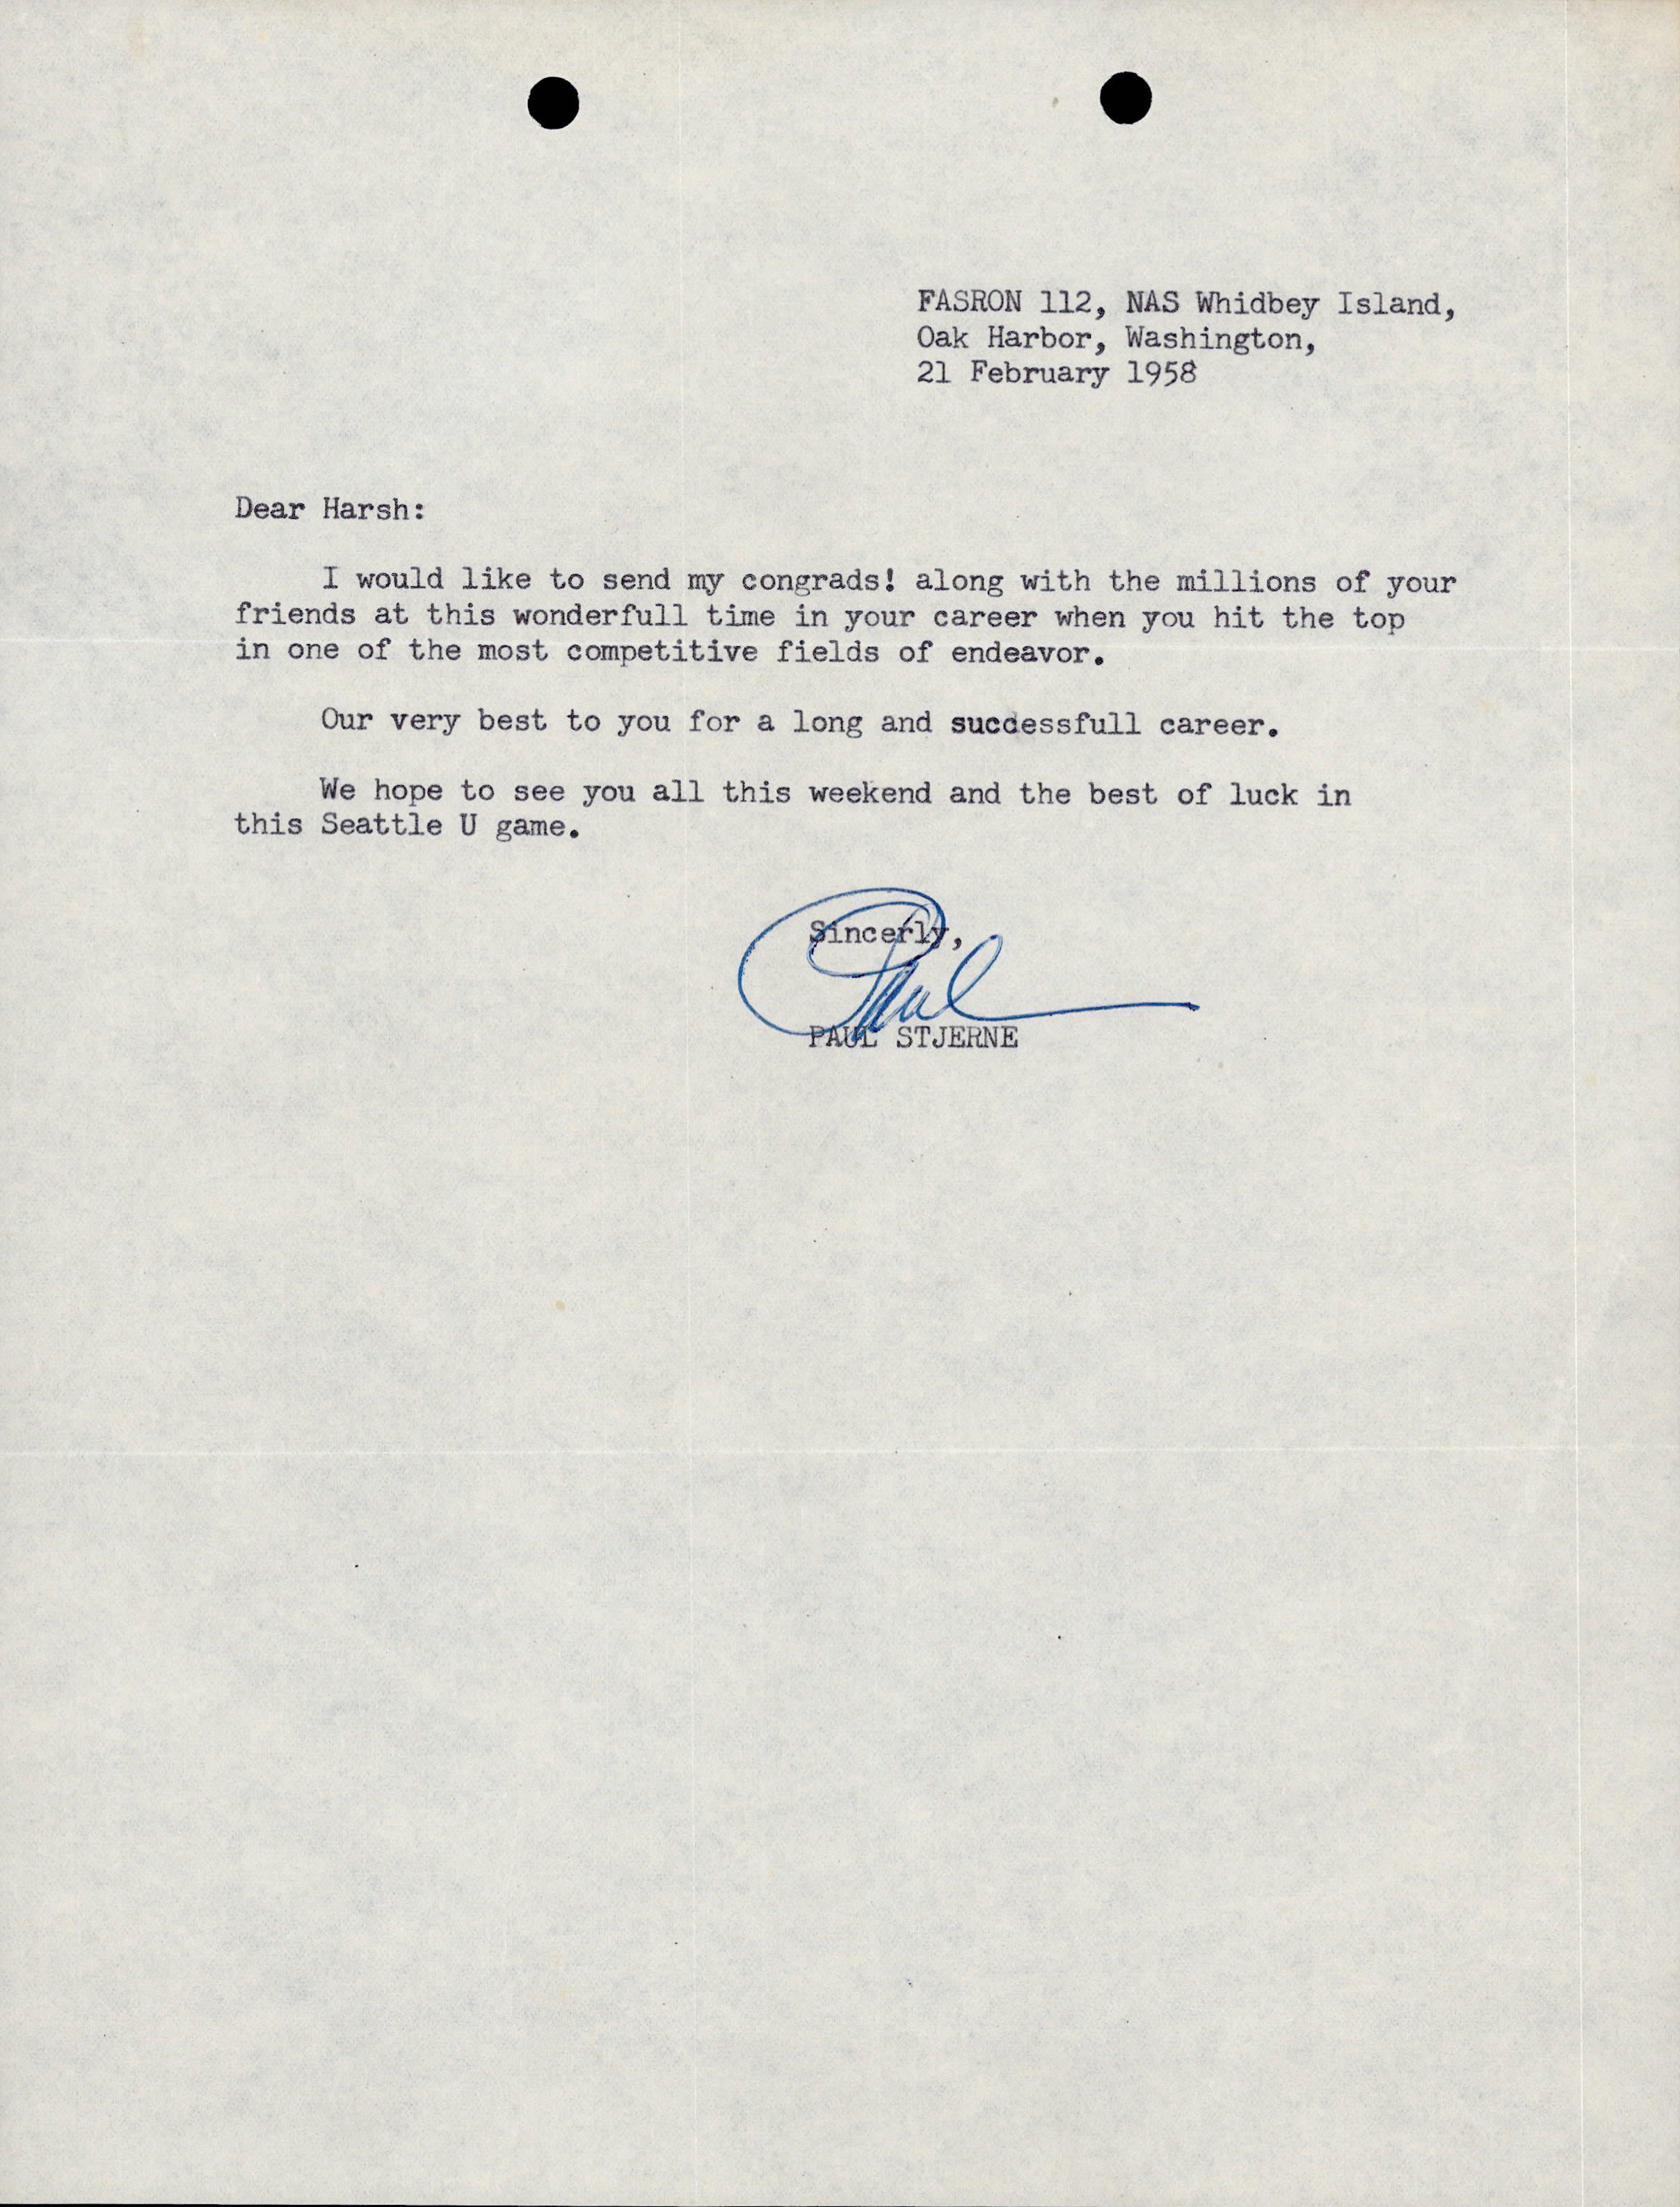 FASRON 112, NAS Whidbey Island,
Oak Harbor, Washington,
21 February 1958
Dear Harsh:
I would like to send my congrads! along with the millions of your
friends at this wonderfull time in your career when you hit the top
in one of the most competitive fields of endeavor.
Our very best to you for a long and successfull career.
We hope to see you all this weekend and the best of luck in
this Seattle U game.
Sincerly,
Paul
PAUL STJERNE